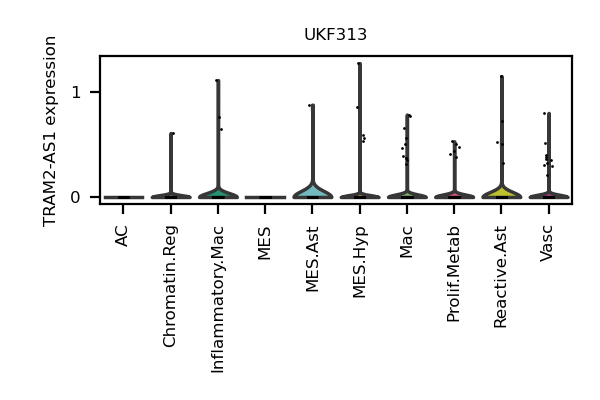 UKF313
TRAM2-AS1 expression
1
0
AC
Chromatin.Reg
Inflammatory.Mac
MES
MES.Ast
MES.Hyp
Mac
Prolif.Metab
Reactive.Ast
Vasc